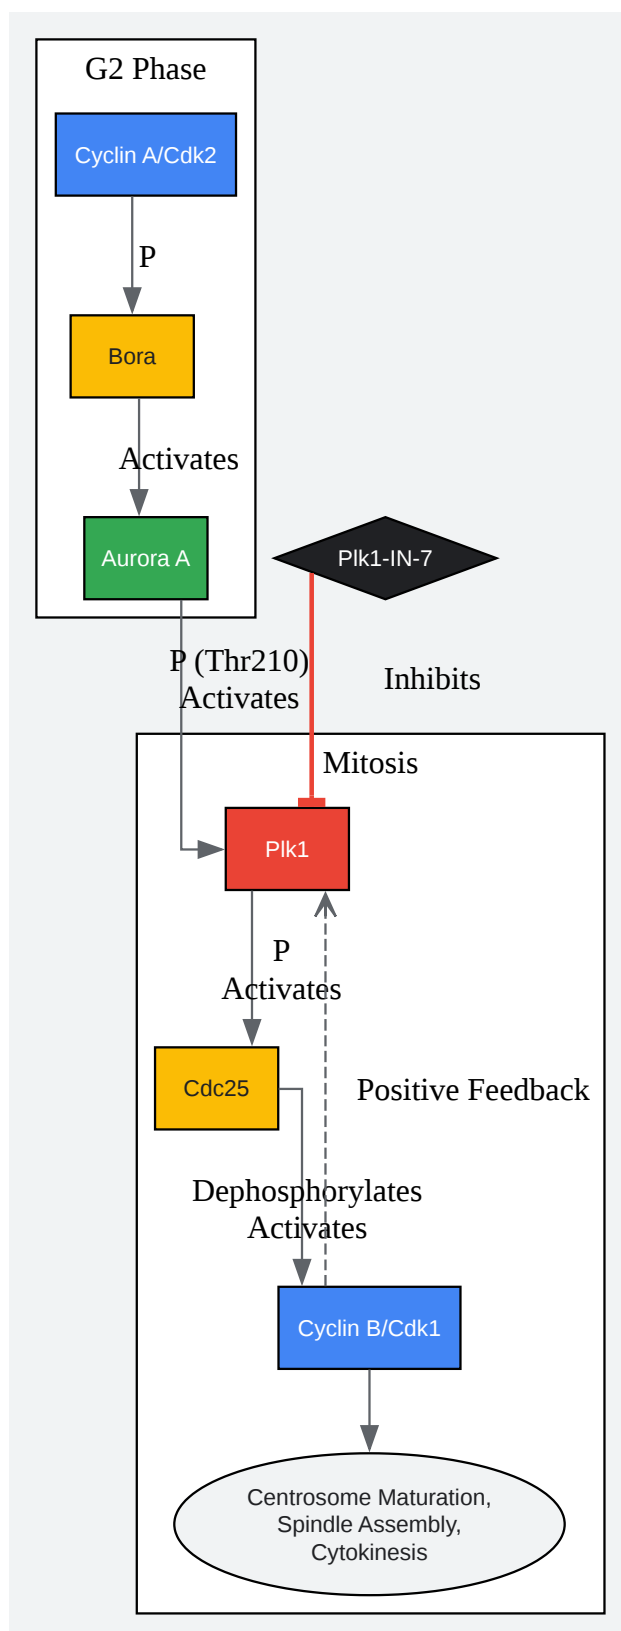 G2 Phase
Cyclin A/Cdk2
P
Bora
Activates
Aurora A
Plk1-IN-7
P (Thr210)
Activates
Inhibits
Mitosis
Plk1
P
Activates
Cdc25
Positive Feedback
Dephosphorylates
Activates
Cyclin B/Cdk1
Centrosome Maturation,
Spindle Assembly,
Cytokinesis